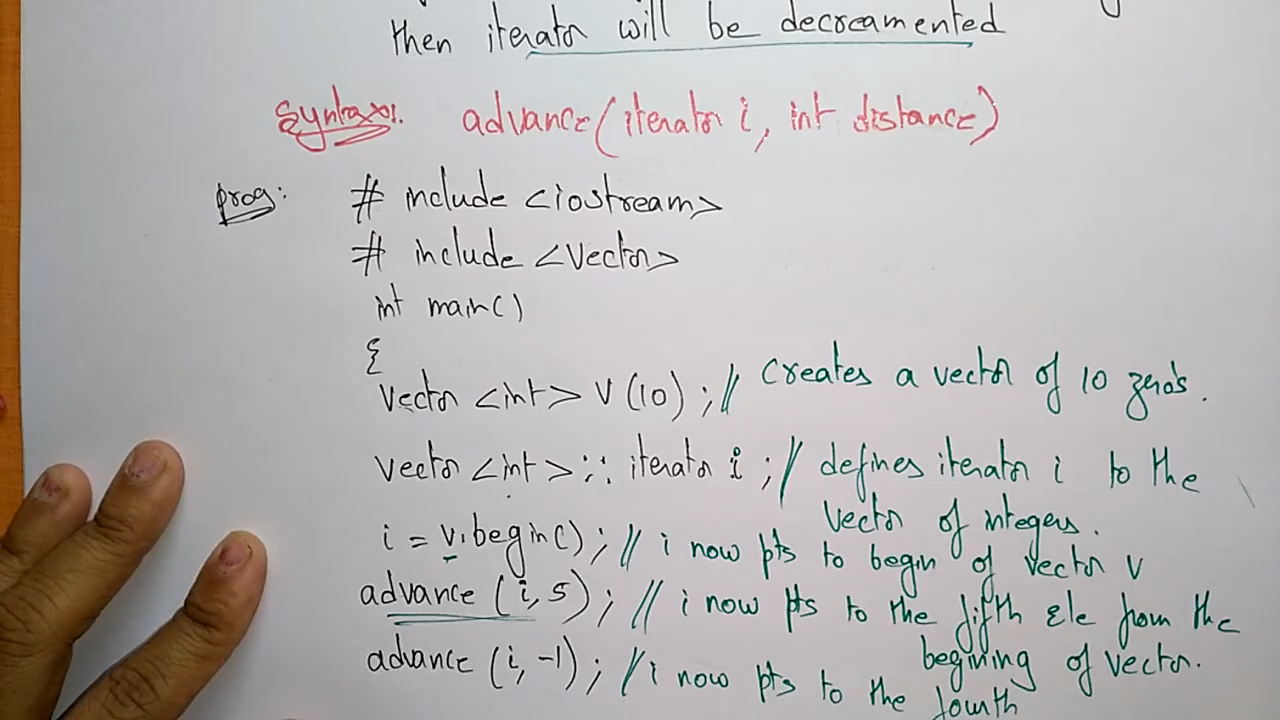 then iterator will be decreamented
Syntax: advance(iterator i, int distance)
prog: # include <iostream>
# include <vector>
int main()
{
vector <int> v(10); // creates a vector of 10 zero's.
vector <int> :: iterator i; // defines iterator i to the
vector of integers.
i = v.begin(); // i now pts to begin of vector v
advance (i, 5); // i now pts to the fifth ele from the
begining of vector.
advance (i, -1); // i now pts to the fourth